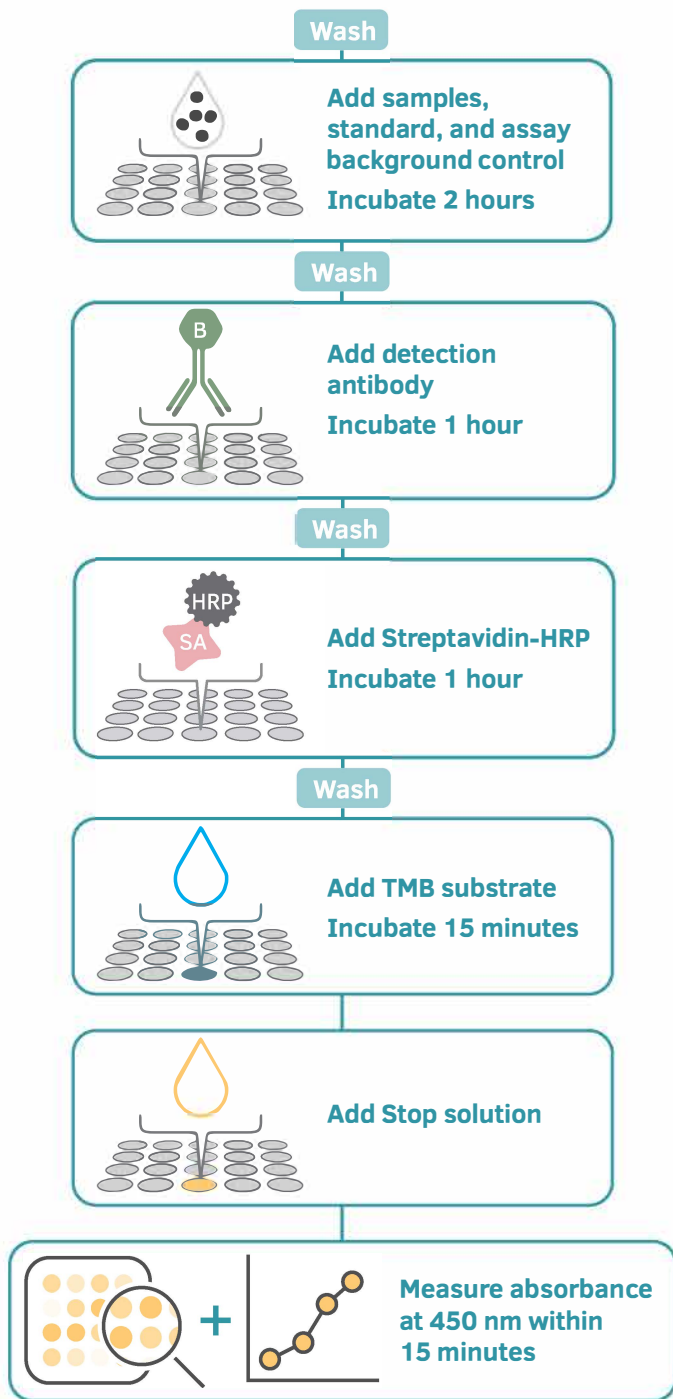 Wash
Add samples,
standard, and assay
background control
Incubate 2 hours
Wash
B
Add detection
antibody
Incubate 1 hour
Wash
HRP
SA
Add Streptavidin-HRP
Incubate 1 hour
Wash
Add TMB substrate
Incubate 15 minutes
Add Stop solution
+
Measure absorbance
at 450 nm within
15 minutes